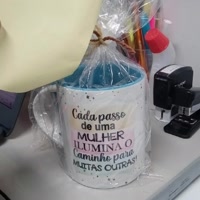 Cada passo
de uma
MULHER
ILUMINA O
Caminho para
MUITAS OUTRAS!